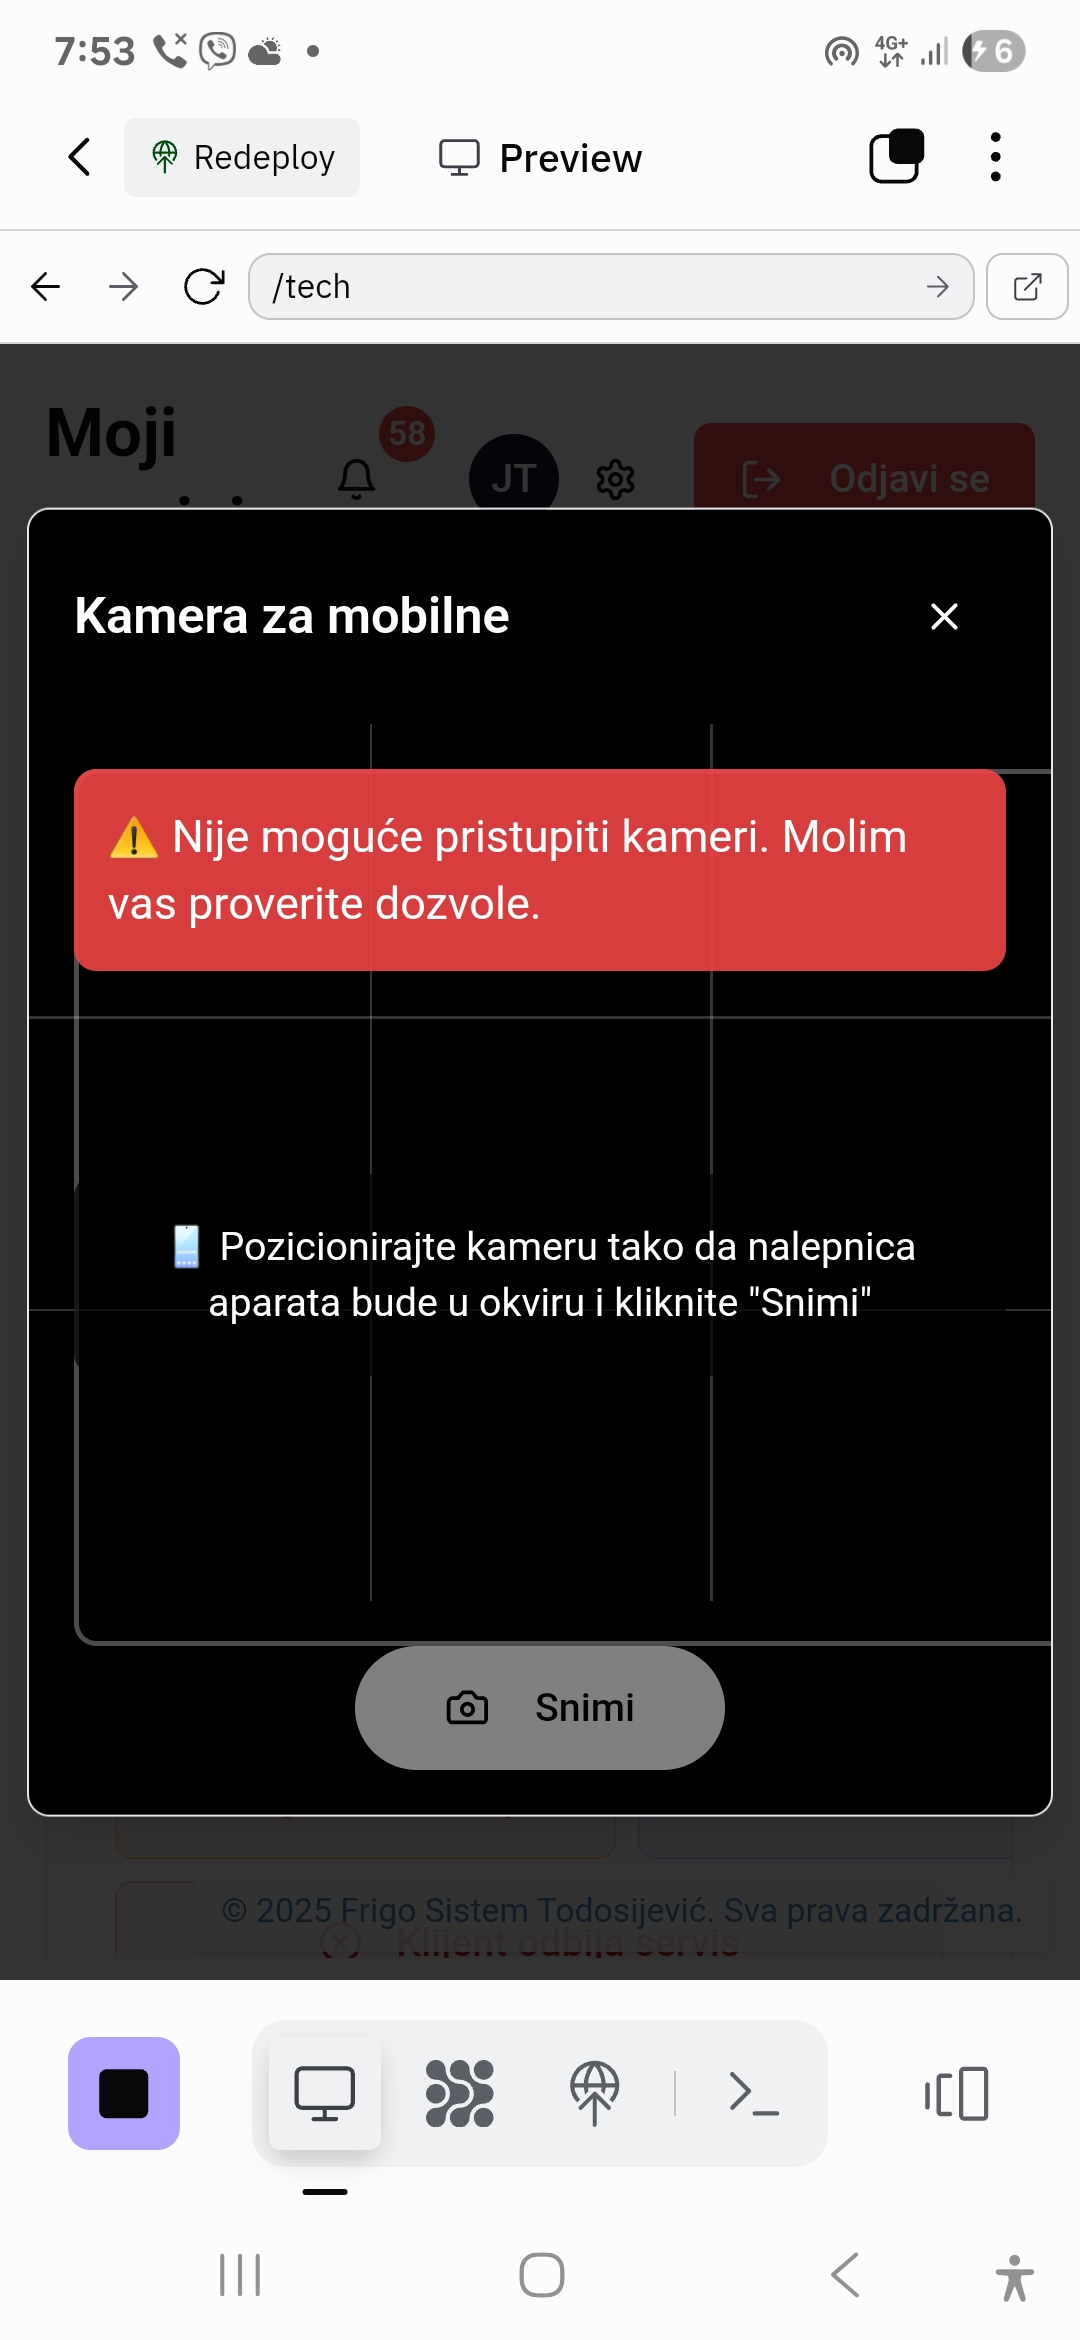 7:53
4G+
6
Redeploy
Preview
/tech
Moji
58
JT
Odjavi se
Kamera za mobilne
⚠️ Nije moguće pristupiti kameri. Molim
vas proverite dozvole.
📱 Pozicionirajte kameru tako da nalepnica
aparata bude u okviru i kliknite "Snimi"
Snimi
© 2025 Frigo Sistem Todosijević. Sva prava zadržana.
Klijent odbija servis